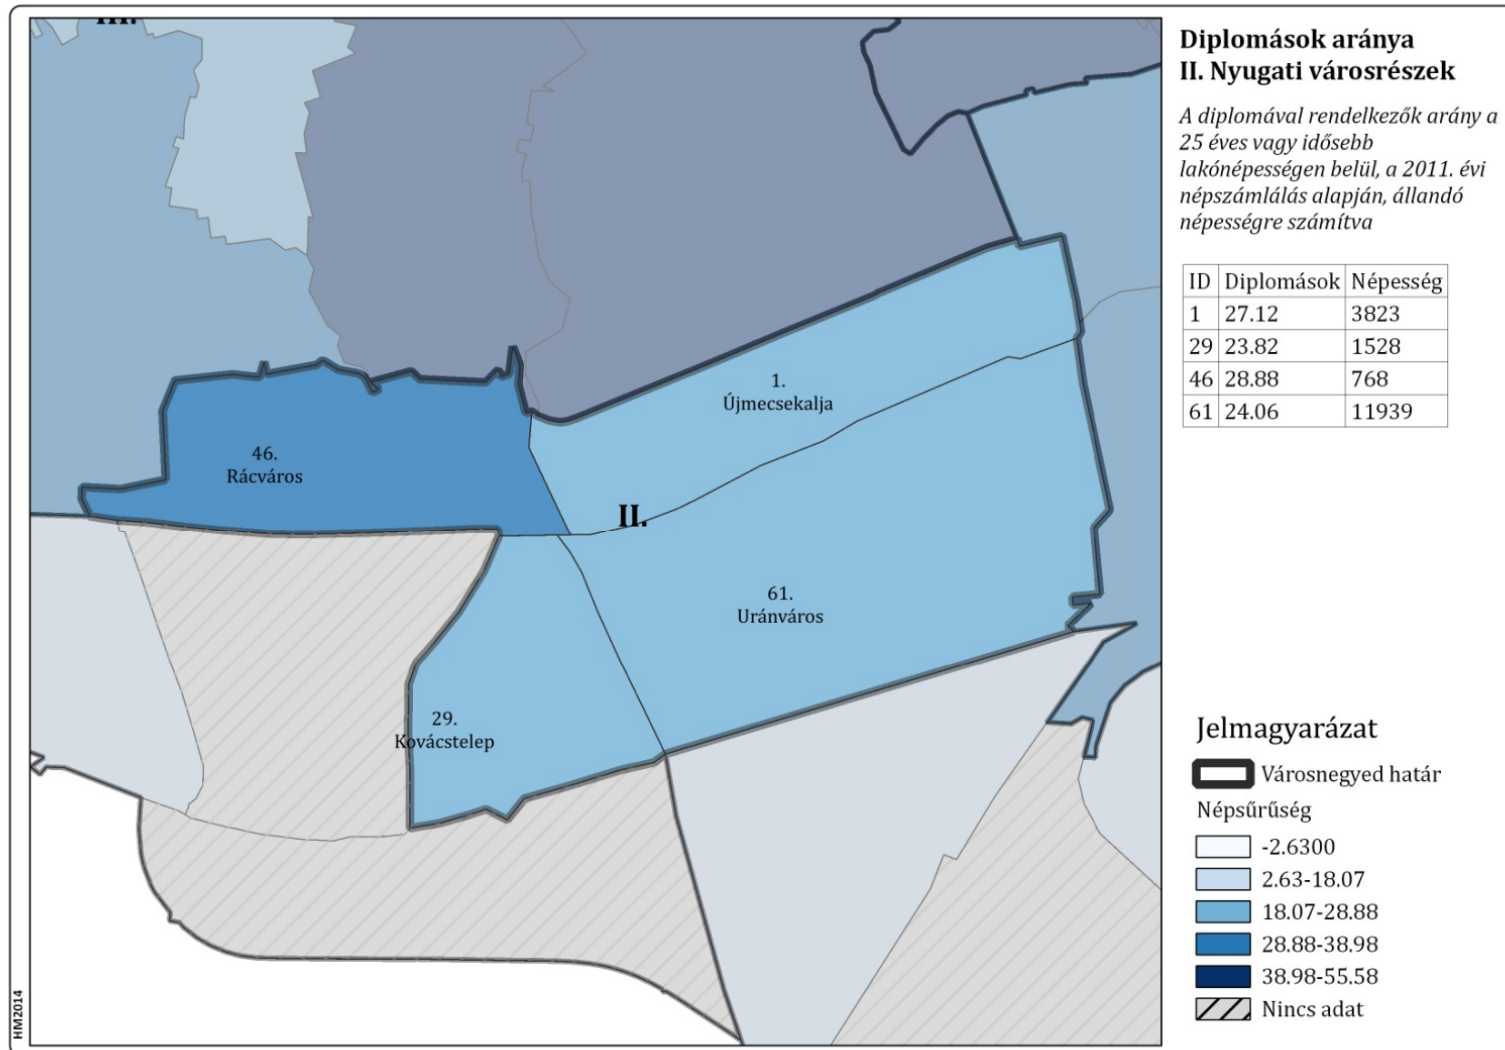 III.
Diplomások aránya
II. Nyugati városrészek
A diplomával rendelkezők arány a
25 éves vagy idősebb
lakónépességen belül, a 2011. évi
népszámlálás alapján, állandó
népességre számítva
ID Diplomások Népesség
1 27.12 3823
29 23.82 1528
46 28.88 768
61 24.06 11939
1.
Újmecsekalja
46.
Rácváros
II.
61.
Uránváros
29.
Kovácstelep
Jelmagyarázat
Városnegyed határ
Népsűrűség
-2.6300
2.63-18.07
18.07-28.88
28.88-38.98
38.98-55.58
Nincs adat
HM2014